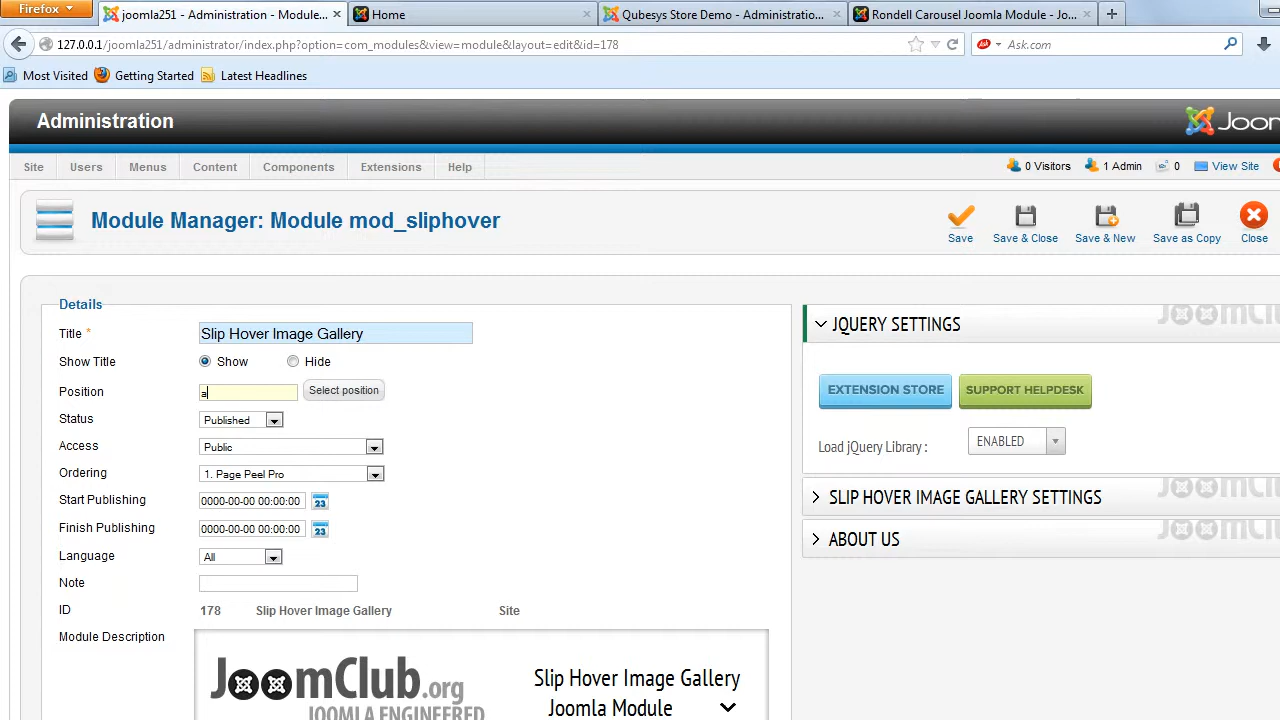 Firefox
joomla251 - Administration - Module...
Home
Qubesys Store Demo - Administratio...
Rondell Carousel Joomla Module - Jo...
127.0.0.1/joomla251/administrator/index.php?option=com_modules&view=module&layout=edit&id=178
Ask.com
Most Visited
Getting Started
Latest Headlines
Administration
Joom
Site
Users
Menus
Content
Components
Extensions
Help
0 Visitors
1 Admin
0
View Site
Module Manager: Module mod_sliphover
Save
Save & Close
Save & New
Save as Copy
Close
Details
Title *
Slip Hover Image Gallery
Show Title
Show
Hide
Position
a
Select position
Status
Published
Access
Public
Ordering
1. Page Peel Pro
Start Publishing
0000-00-00 00:00:00
23
Finish Publishing
0000-00-00 00:00:00
23
Language
All
Note
ID
178
Slip Hover Image Gallery
Site
Module Description
JoomClub.org
JOOMLA ENGINEERED
Slip Hover Image Gallery
Joomla Module
JQUERY SETTINGS
JOOMCLU
EXTENSION STORE
SUPPORT HELPDESK
Load jQuery Library :
ENABLED
SLIP HOVER IMAGE GALLERY SETTINGS
JOOMCLU
ABOUT US
JOOMCLU